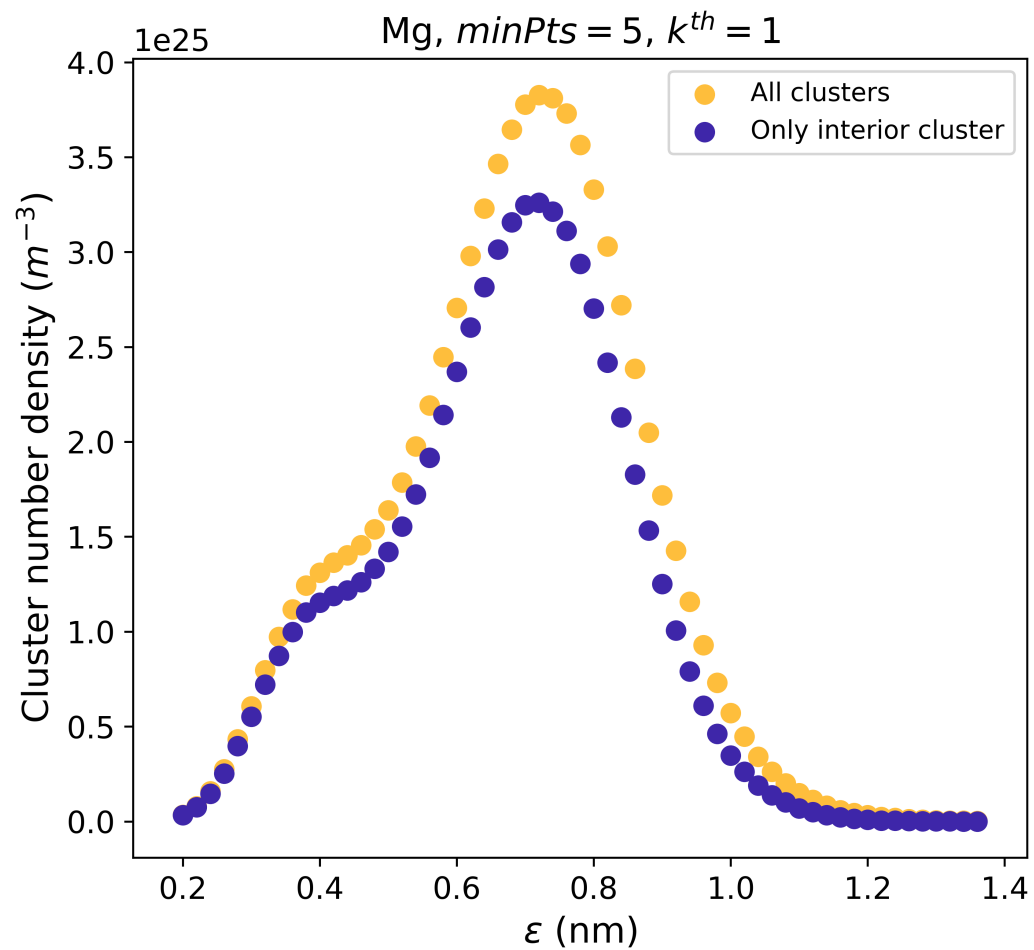 Mg, minPts = 5, k^th = 1
1e25
4.0
3.5
3.0
2.5
2.0
1.5
1.0
0.5
0.0
Cluster number density (m⁻³)
All clusters
Only interior cluster
0.2 0.4 0.6 0.8 1.0 1.2 1.4
ε (nm)